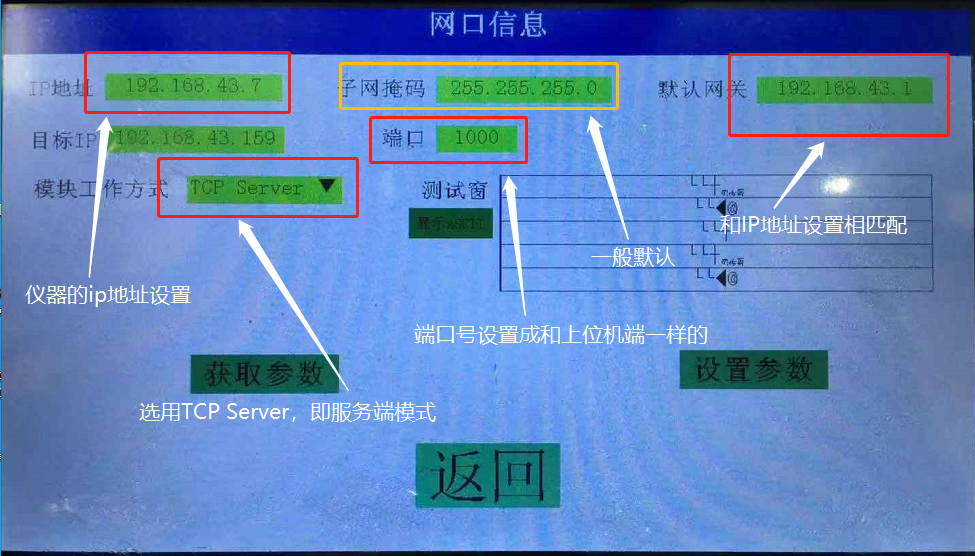 网口信息
IP地址 192.168.43.7 子网掩码 255.255.255.0 默认网关 192.168.43.1
目标IP 192.168.43.159 端口 1000
模块工作方式 TCP Server 测试窗
显示ASCII
和IP地址设置相匹配
一般默认
仪器的ip地址设置
端口号设置成和上位机端一样的
获取参数 设置参数
选用TCP Server，即服务端模式
返回